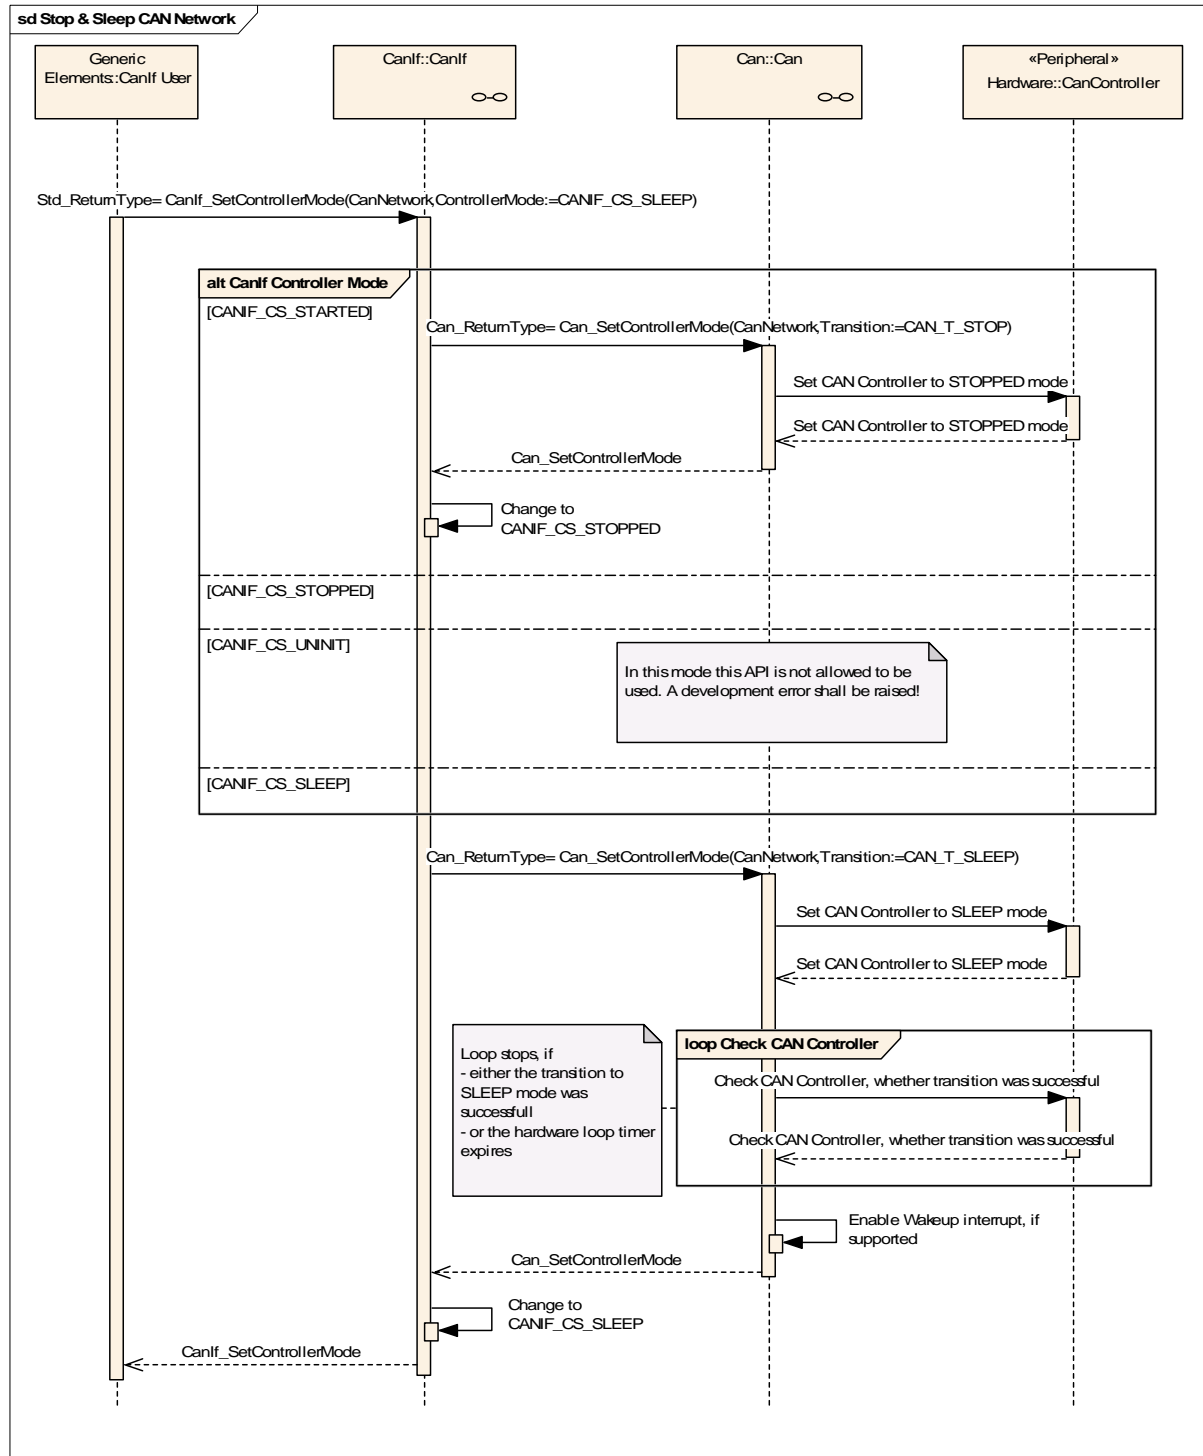 sd Stop & Sleep CAN Network
Generic
Elements::CanIf User
CanIf::CanIf
Can::Can
«Peripheral»
Hardware::CanController
Std_ReturnType= CanIf_SetControllerMode(CanNetwork,ControllerMode:=CANIF_CS_SLEEP)
alt CanIf Controller Mode
[CANIF_CS_STARTED]
Can_ReturnType= Can_SetControllerMode(CanNetwork,Transition:=CAN_T_STOP)
Set CAN Controller to STOPPED mode
Set CAN Controller to STOPPED mode
Can_SetControllerMode
Change to
CANIF_CS_STOPPED
[CANIF_CS_STOPPED]
[CANIF_CS_UNINIT]
In this mode this API is not allowed to be
used. A development error shall be raised!
[CANIF_CS_SLEEP]
Can_ReturnType= Can_SetControllerMode(CanNetwork,Transition:=CAN_T_SLEEP)
Set CAN Controller to SLEEP mode
Set CAN Controller to SLEEP mode
Loop stops, if
- either the transition to
SLEEP mode was
successfull
- or the hardware loop timer
expires
loop Check CAN Controller
Check CAN Controller, whether transition was successful
Check CAN Controller, whether transition was successful
Enable Wakeup interrupt, if
supported
Can_SetControllerMode
Change to
CANIF_CS_SLEEP
CanIf_SetControllerMode